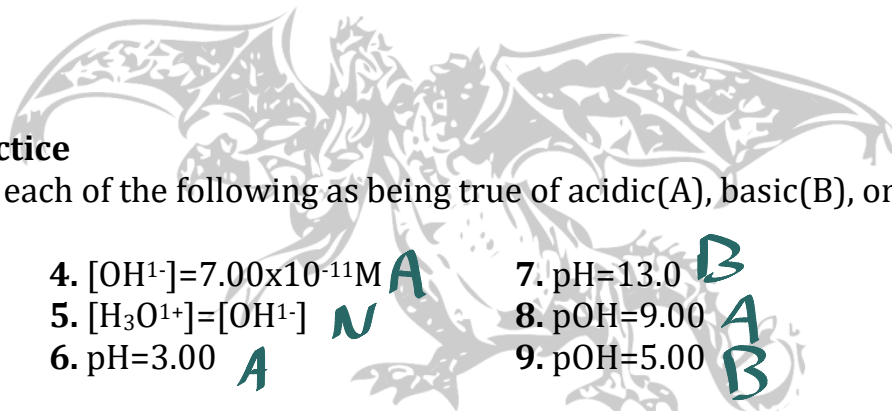 ctice
each of the following as being true of acidic(A), basic(B), or
4. [OH¹⁻]=7.00x10⁻¹¹M A
5. [H₃O¹⁺]=[OH¹⁻] N
6. pH=3.00 A
7. pH=13.0 B
8. pOH=9.00 A
9. pOH=5.00 B